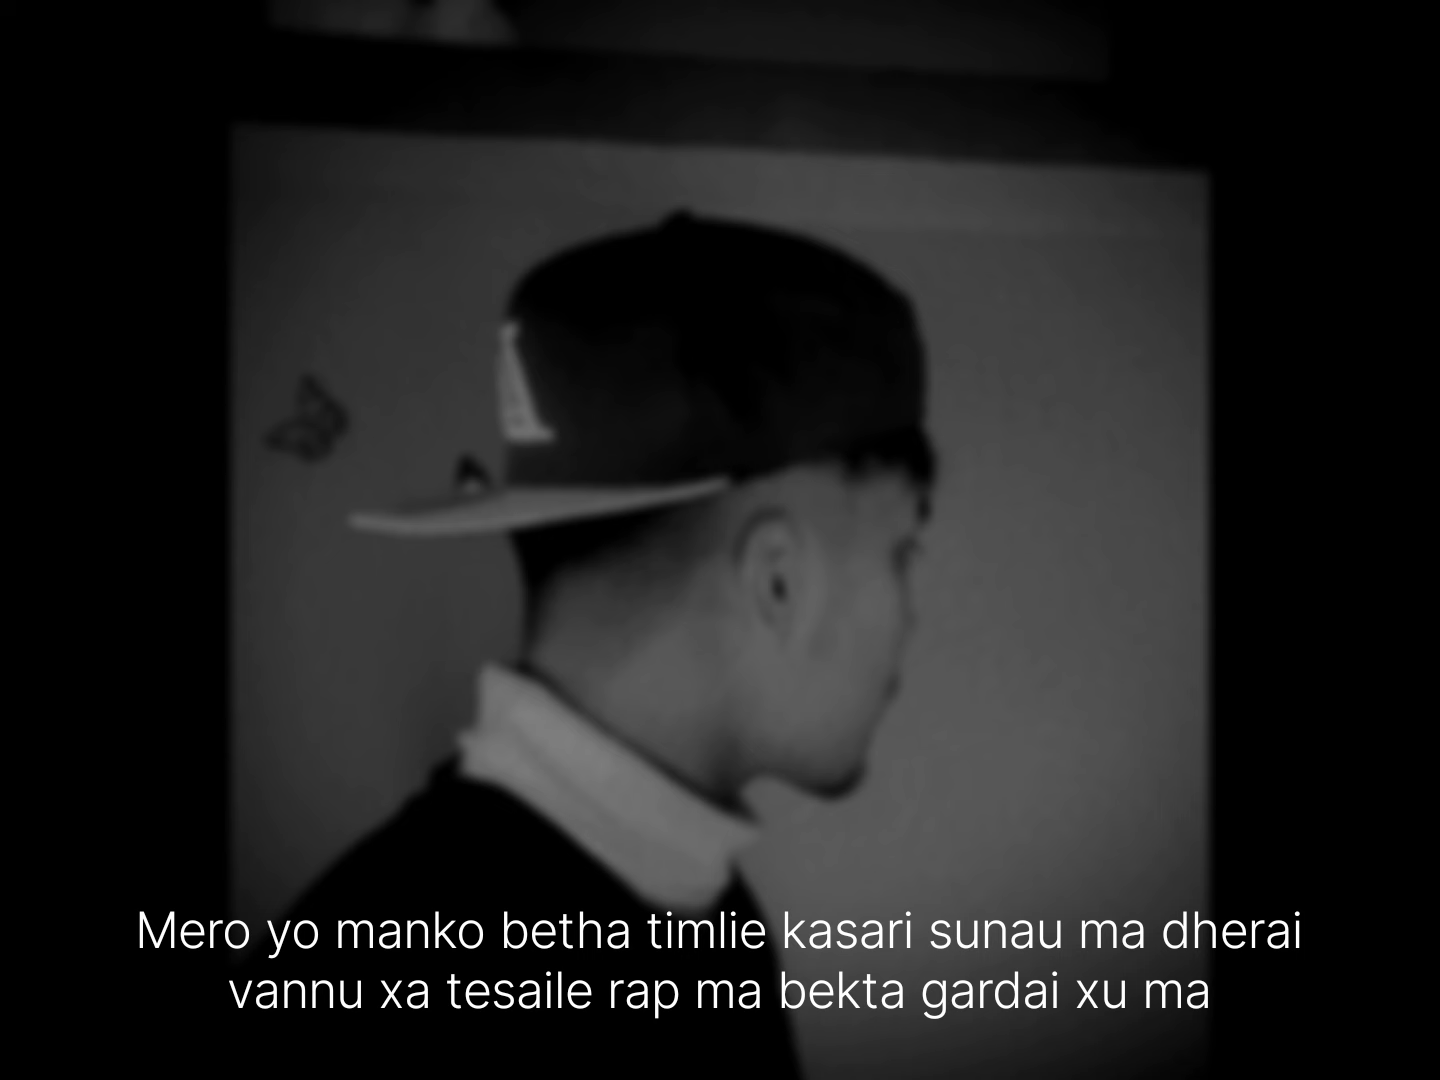 Mero yo manko betha timlie kasari sunau ma dherai
vannu xa tesaile rap ma bekta gardai xu ma